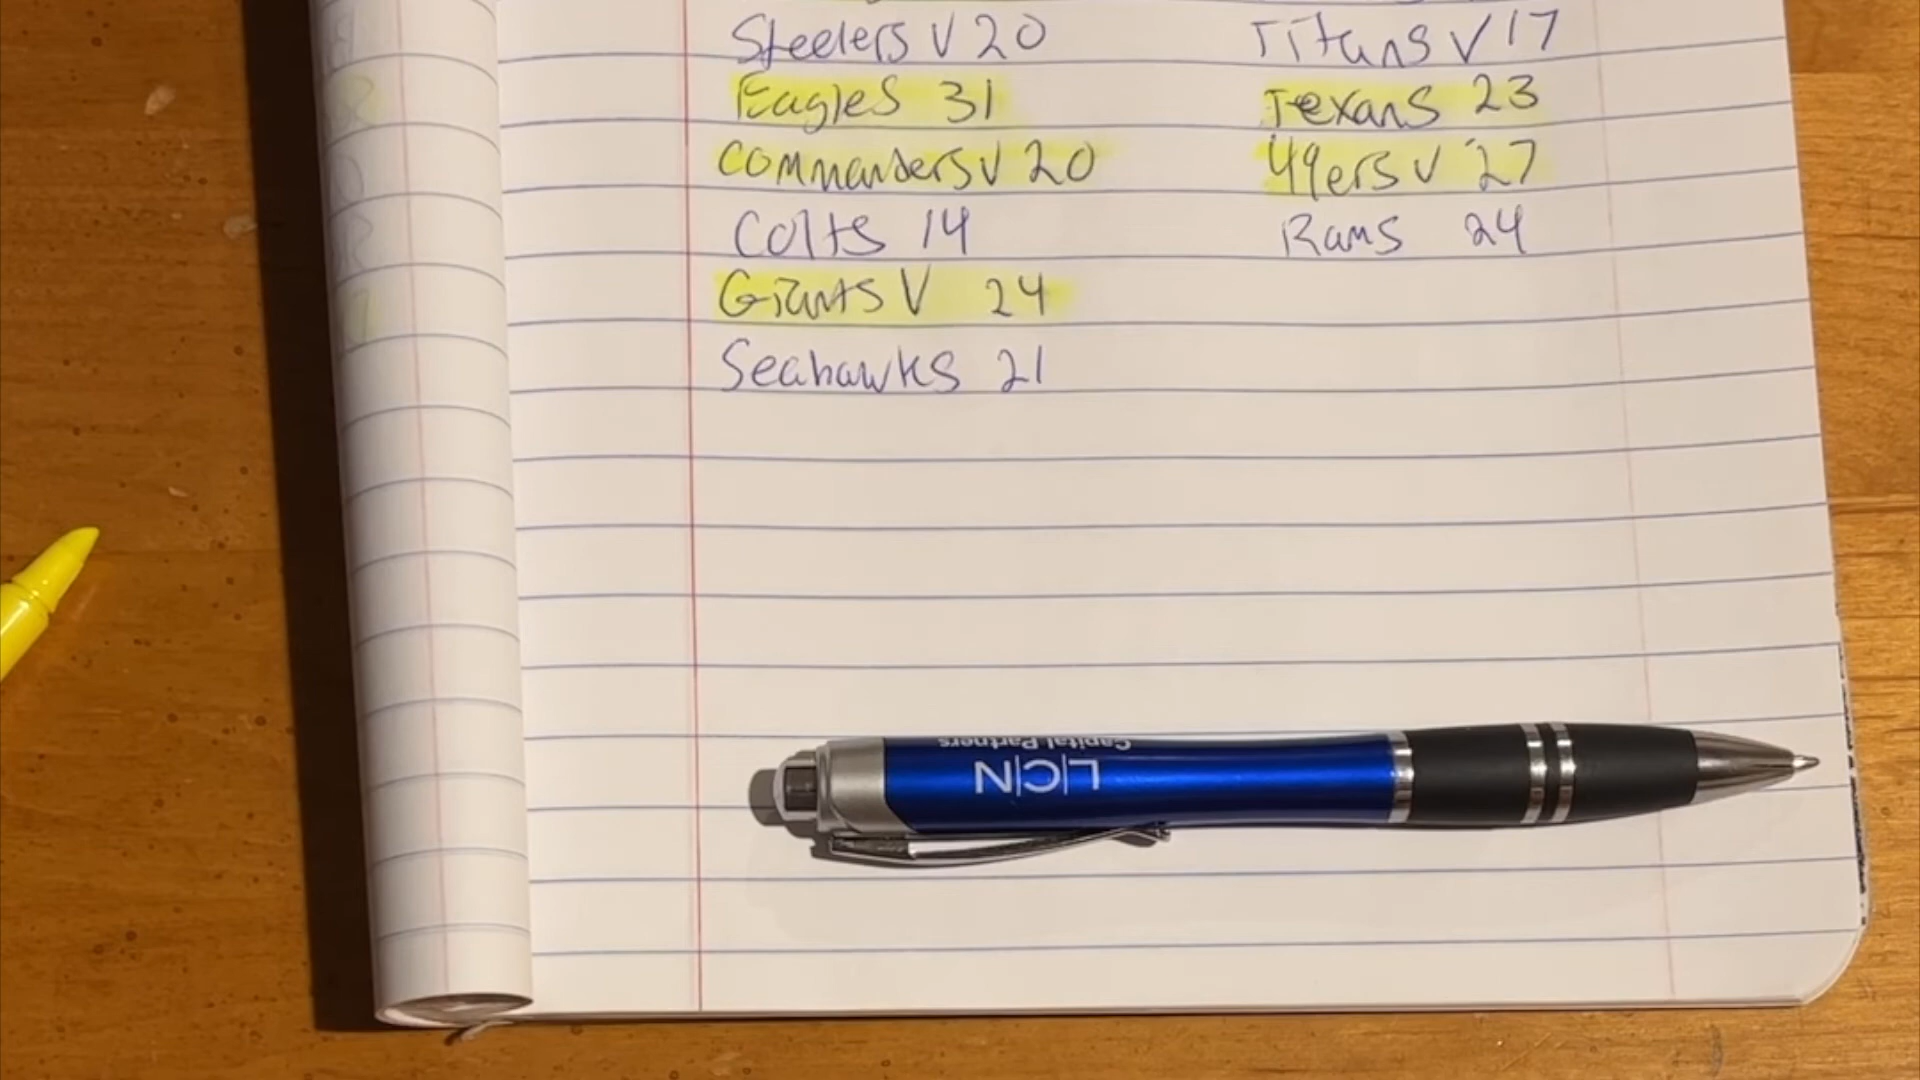 Steelers V 20
Eagles 31
Commanders V 20
Colts 14
Giants V 24
Seahawks 21
Titans V 17
Texans 23
49ers V 27
Rams 24
Capital Partners
L|C|N